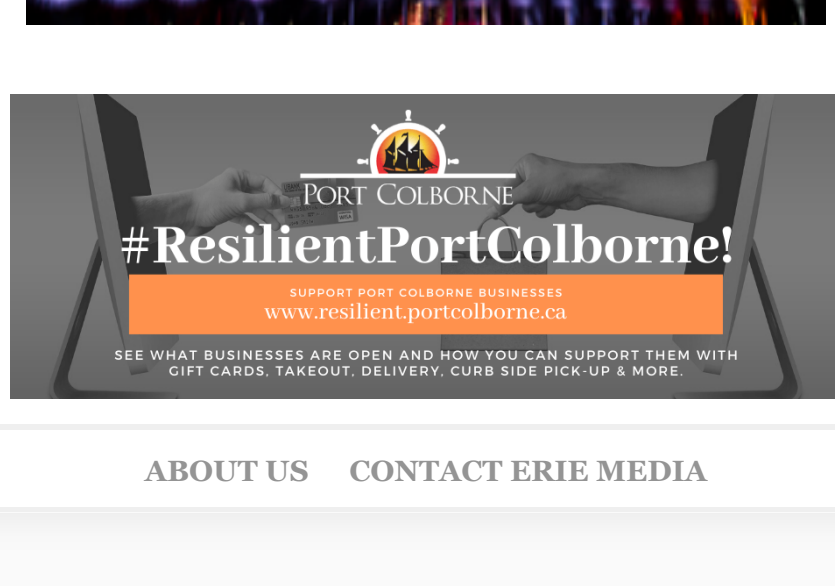 PORT COLBORNE
#ResilientPortColborne!
SUPPORT PORT COLBORNE BUSINESSES
www.resilient.portcolborne.ca
SEE WHAT BUSINESSES ARE OPEN AND HOW YOU CAN SUPPORT THEM WITH
GIFT CARDS, TAKEOUT, DELIVERY, CURB SIDE PICK-UP & MORE.
ABOUT US CONTACT ERIE MEDIA